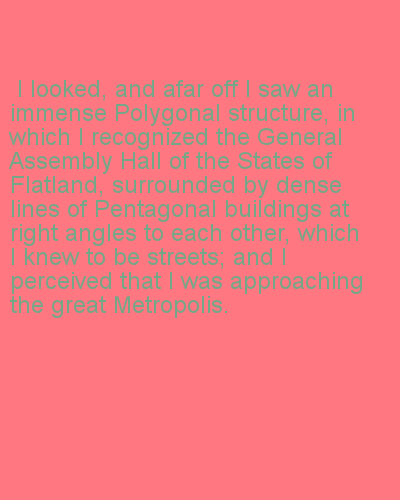 I looked, and afar off I saw an
immense Polygonal structure, in
which I recognized the General
Assembly Hall of the States of
Flatland, surrounded by dense
lines of Pentagonal buildings at
right angles to each other, which
I knew to be streets; and I
perceived that I was approaching
the great Metropolis.